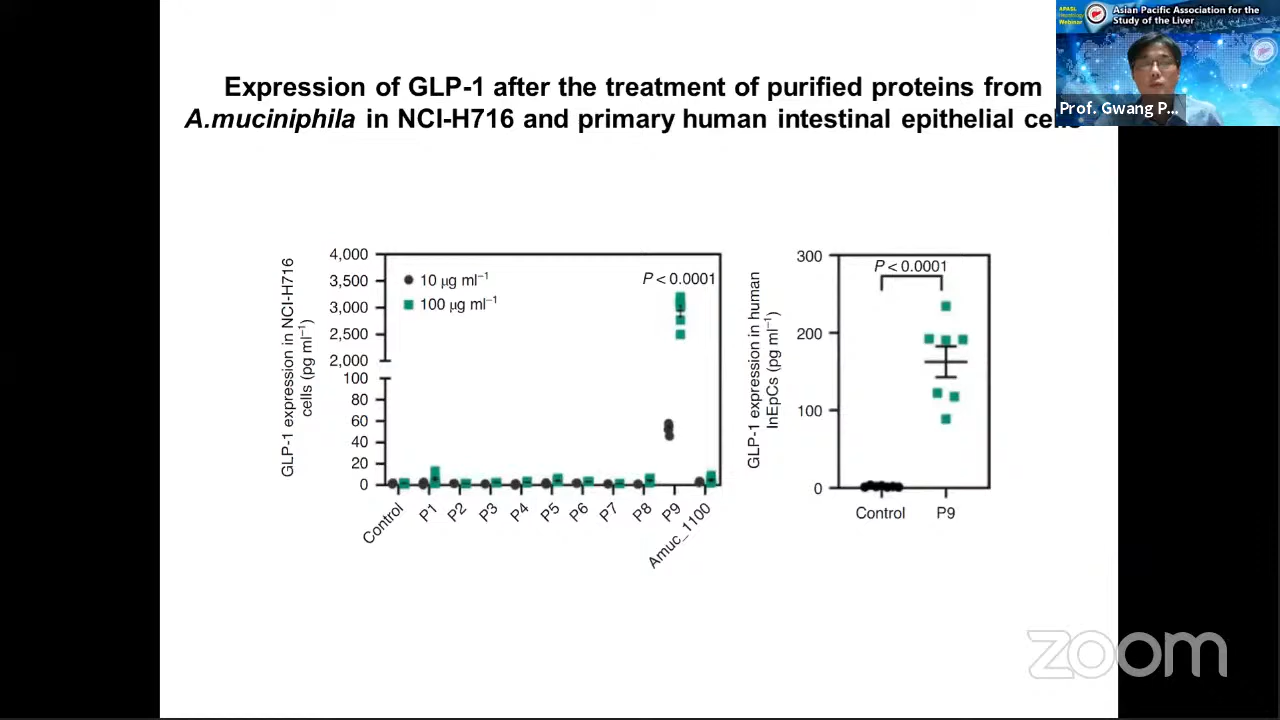 APASL
Hepatology
Webinar
Asian Pacific Association for the
Study of the Liver
Prof. Gwang P...
Expression of GLP-1 after the treatment of purified proteins from
A.muciniphila in NCI-H716 and primary human intestinal epithelial cells
GLP-1 expression in NCI-H716
cells (pg ml⁻¹)
4,000
3,500
3,000
2,500
2,000
100
80
60
40
20
0
10 μg ml⁻¹
100 μg ml⁻¹
P < 0.0001
Control
P1
P2
P3
P4
P5
P6
P7
P8
P9
Amuc_1100
GLP-1 expression in human
InEpCs (pg ml⁻¹)
300
200
100
0
P < 0.0001
Control
P9
zoom